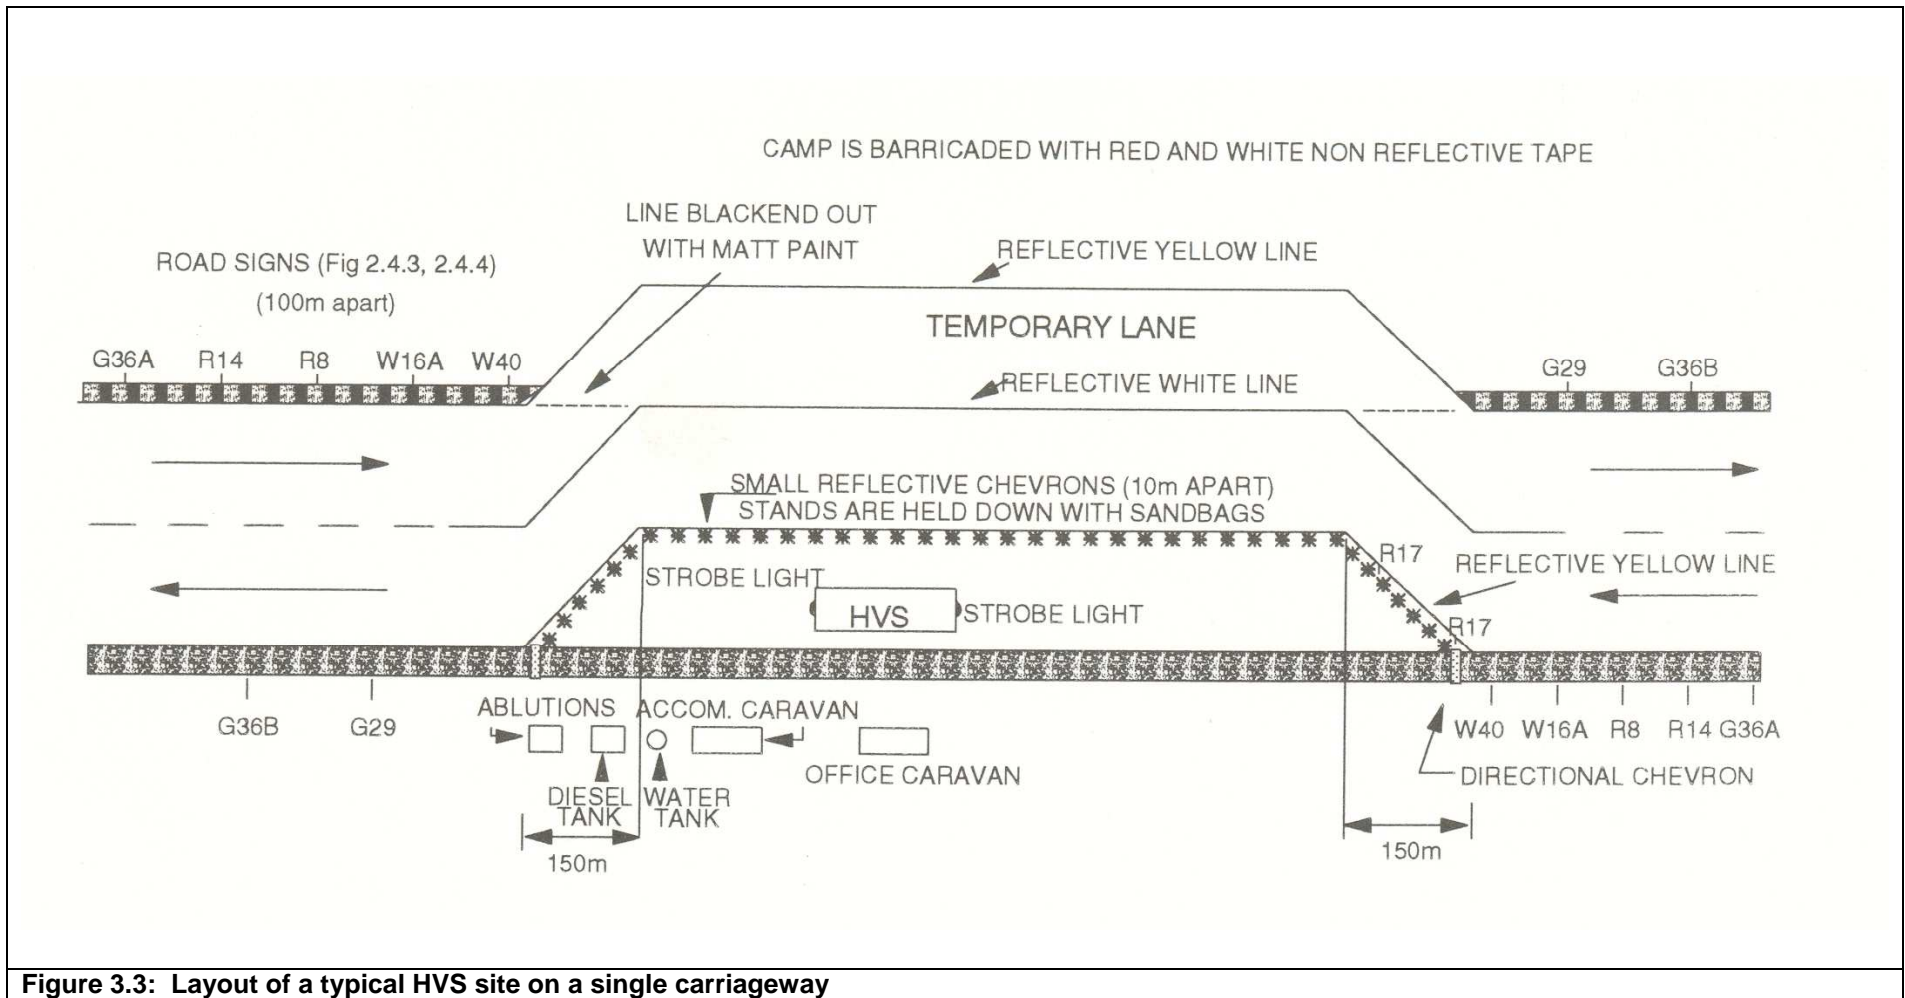 CAMP IS BARRICADED WITH RED AND WHITE NON REFLECTIVE TAPE
LINE BLACKEND OUT
WITH MATT PAINT
REFLECTIVE YELLOW LINE
ROAD SIGNS (Fig 2.4.3, 2.4.4)
(100m apart)
TEMPORARY LANE
G36A R14 R8 W16A W40
REFLECTIVE WHITE LINE
G29 G36B
SMALL REFLECTIVE CHEVRONS (10m APART)
STANDS ARE HELD DOWN WITH SANDBAGS
R17
REFLECTIVE YELLOW LINE
STROBE LIGHT
HVS
STROBE LIGHT
R17
G36B G29
ABLUTIONS
ACCOM. CARAVAN
W40 W16A R8 R14 G36A
OFFICE CARAVAN
DIRECTIONAL CHEVRON
DIESEL
TANK
WATER
TANK
150m
150m
Figure 3.3: Layout of a typical HVS site on a single carriageway